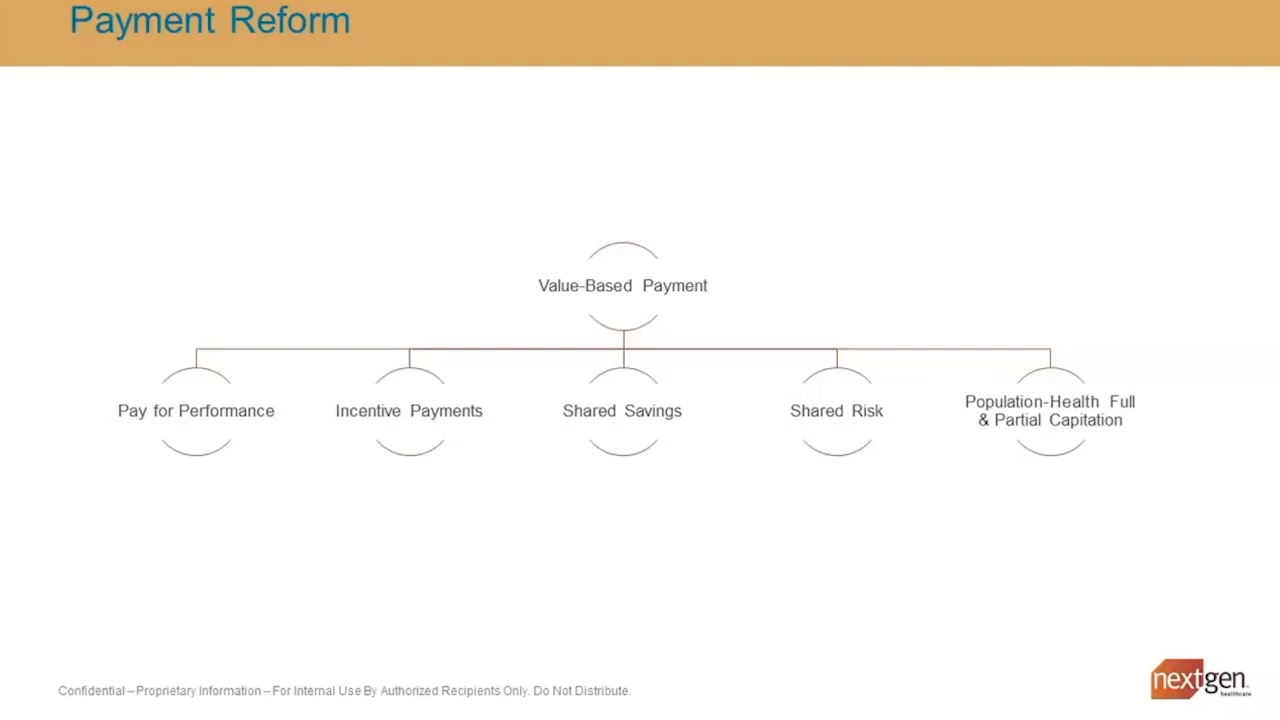 Payment Reform
Value-Based Payment
Pay for Performance
Incentive Payments
Shared Savings
Shared Risk
Population-Health Full
& Partial Capitation
Confidential – Proprietary Information – For Internal Use By Authorized Recipients Only. Do Not Distribute.
nextgen
healthcare